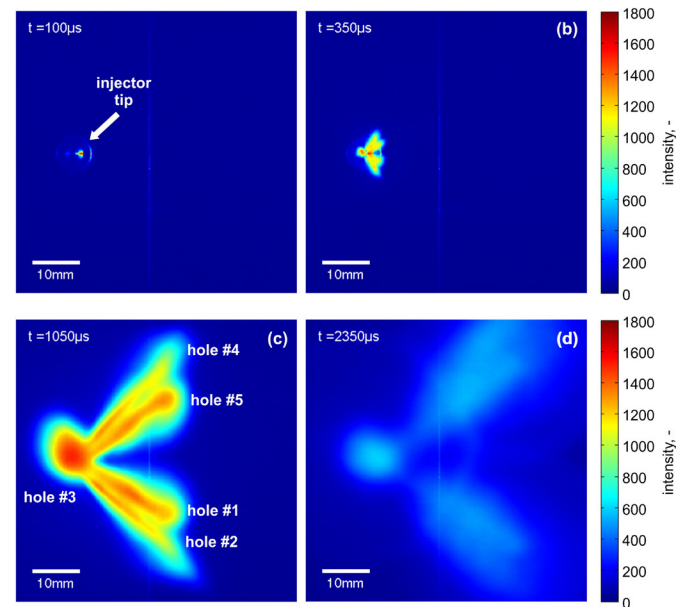 t =100µs
injector
tip
10mm
t =350µs
(b)
10mm
1800
1600
1400
1200
1000
800
600
400
200
0
intensity, -
t =1050µs
(c)
hole #4
hole #5
hole #3
hole #1
hole #2
10mm
t =2350µs
(d)
10mm
1800
1600
1400
1200
1000
800
600
400
200
0
intensity, -